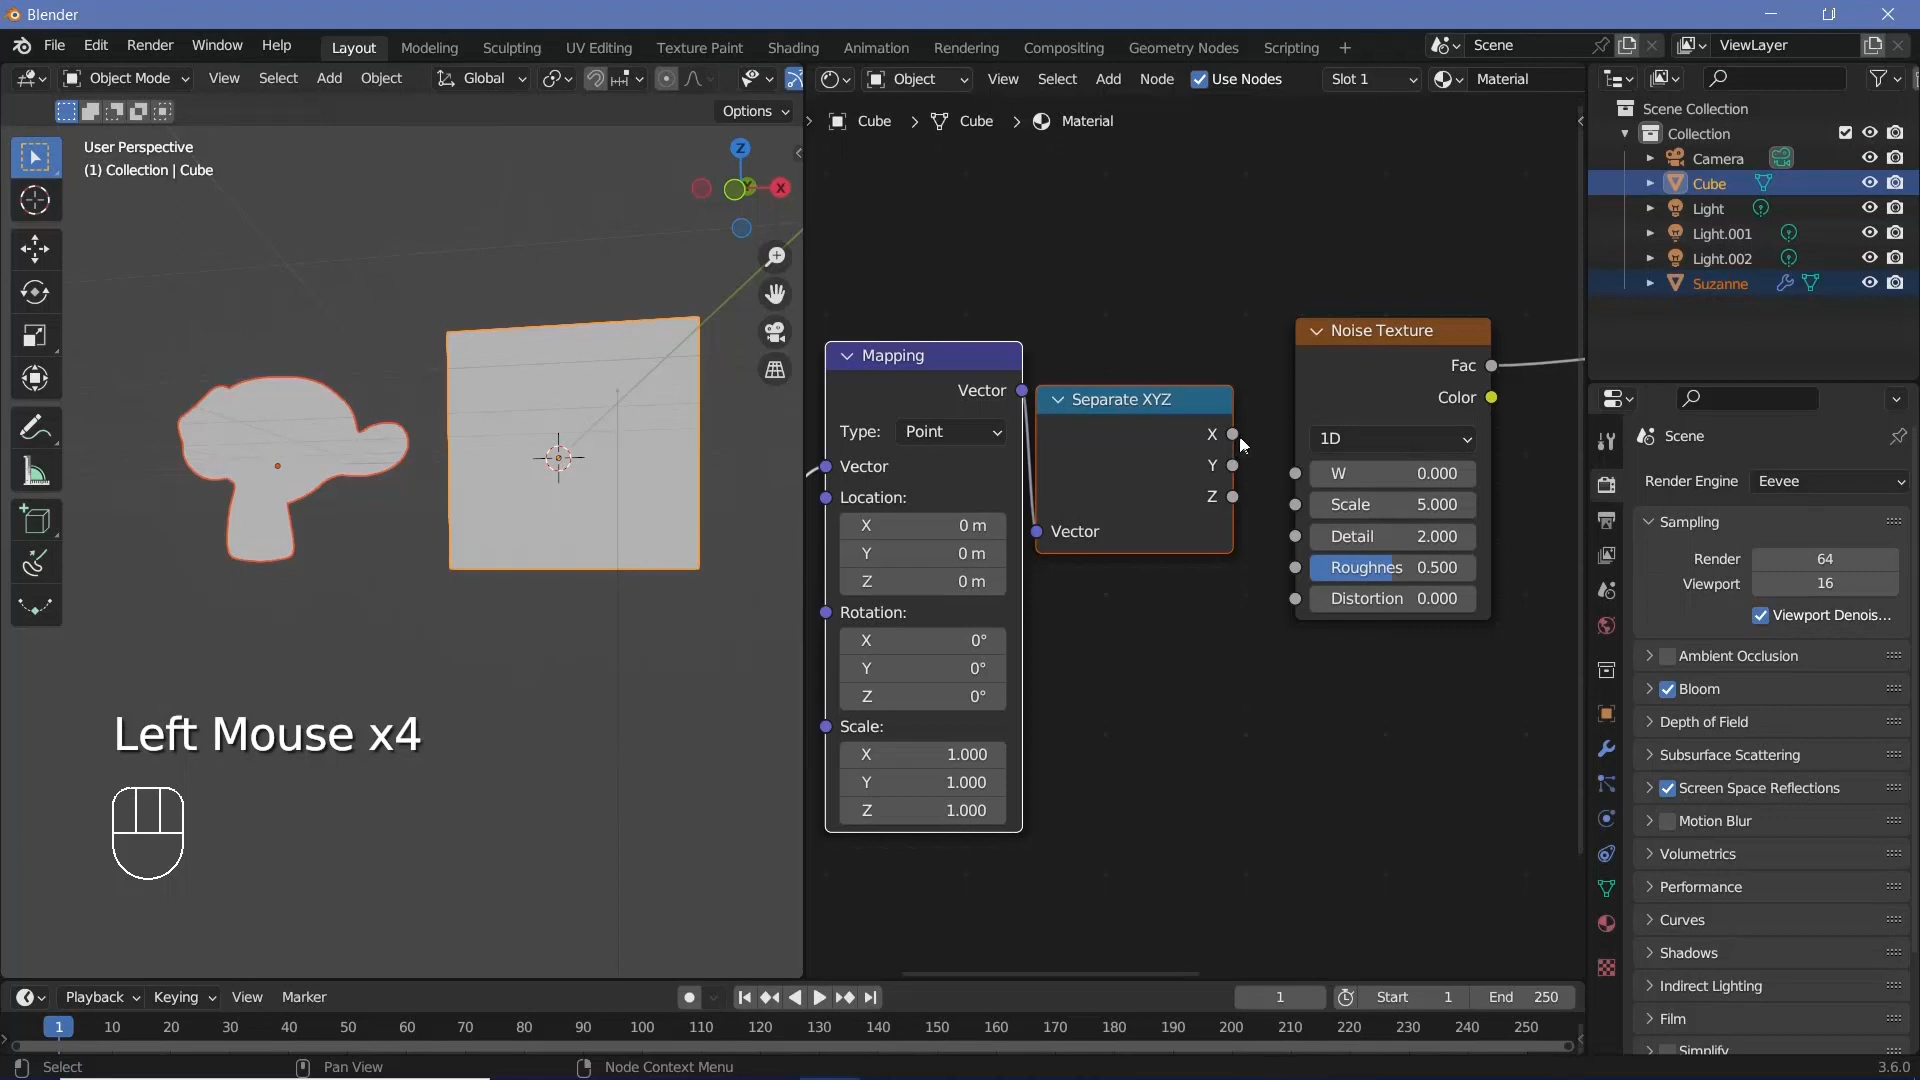 Blender
File Edit Render Window Help Layout Modeling Sculpting UV Editing Texture Paint Shading Animation Rendering Compositing Geometry Nodes Scripting + Scene ViewLayer
Object Mode View Select Add Object Global
Options
User Perspective
(1) Collection | Cube
Z
X
Left Mouse x4
Object View Select Add Node Use Nodes Slot 1 Material
Cube > Cube > Material
Mapping
Vector
Type: Point
Vector
Location:
X 0 m
Y 0 m
Z 0 m
Rotation:
X 0°
Y 0°
Z 0°
Scale:
X 1.000
Y 1.000
Z 1.000
Separate XYZ
X
Y
Z
Vector
Noise Texture
Fac
Color
1D
W 0.000
Scale 5.000
Detail 2.000
Roughnes 0.500
Distortion 0.000
Scene Collection
Collection
Camera
Cube
Light
Light.001
Light.002
Suzanne
Scene
Render Engine Eevee
Sampling
Render 64
Viewport 16
Viewport Denois...
Ambient Occlusion
Bloom
Depth of Field
Subsurface Scattering
Screen Space Reflections
Motion Blur
Volumetrics
Performance
Curves
Shadows
Indirect Lighting
Film
Simplify
Playback Keying View Marker 1 Start 1 End 250
1 10 20 30 40 50 60 70 80 90 100 110 120 130 140 150 160 170 180 190 200 210 220 230 240 250
Select Pan View Node Context Menu 3.6.0